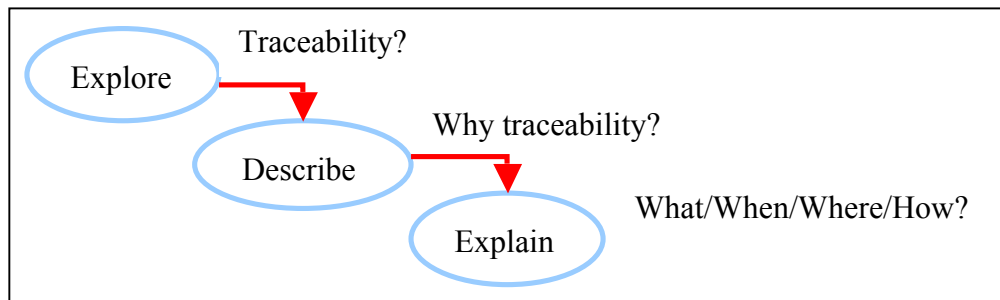 Traceability?
Explore
Why traceability?
Describe
What/When/Where/How?
Explain